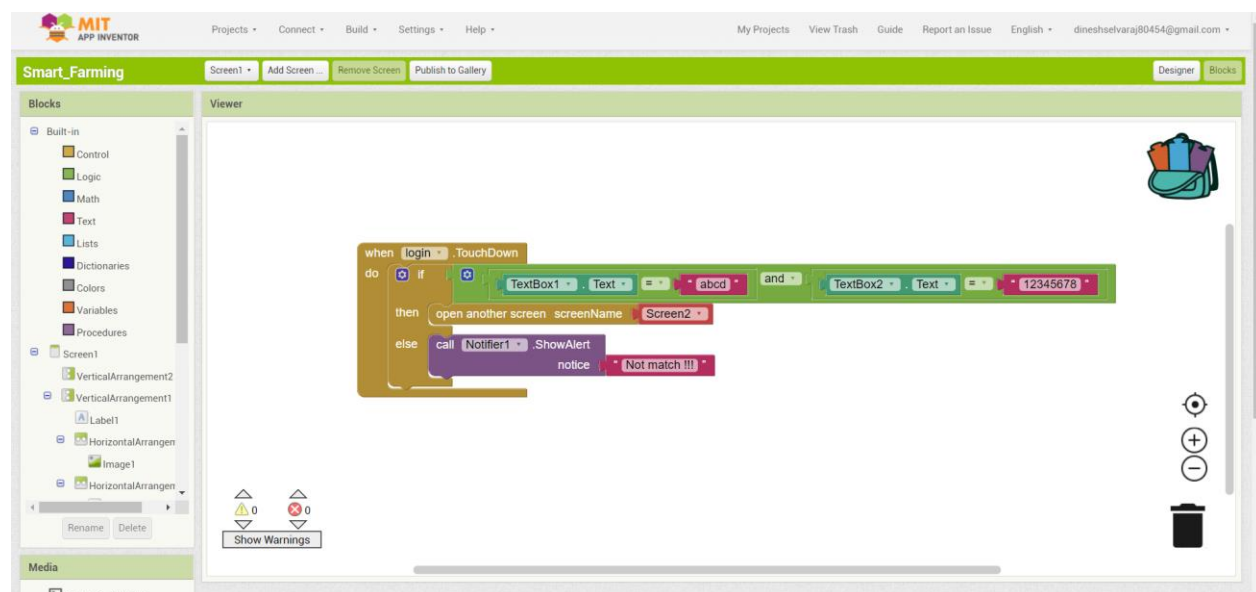 MIT
APP INVENTOR
Projects Connect Build Settings Help My Projects View Trash Guide Report an Issue English dineshselvaraj80454@gmail.com
Smart_Farming Screen1 Add Screen ... Remove Screen Publish to Gallery Designer Blocks
Blocks
Built-in
Control
Logic
Math
Text
Lists
Dictionaries
Colors
Variables
Procedures
Screen1
VerticalArrangement2
VerticalArrangement1
Label1
HorizontalArrangem
Image1
HorizontalArrangem
Rename Delete
Media
Viewer
when login .TouchDown
do if TextBox1 . Text = " abcd " and TextBox2 . Text = " 12345678 "
then open another screen screenName Screen2
else call Notifier1 .ShowAlert
notice " Not match !!! "
0 0
Show Warnings